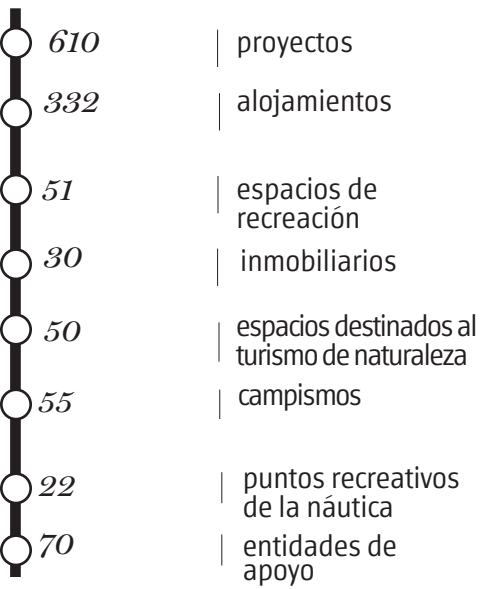 610 proyectos
332 alojamientos
51 espacios de
recreación
30 inmobiliarios
50 espacios destinados al
turismo de naturaleza
55 campismos
22 puntos recreativos
de la náutica
70 entidades de
apoyo